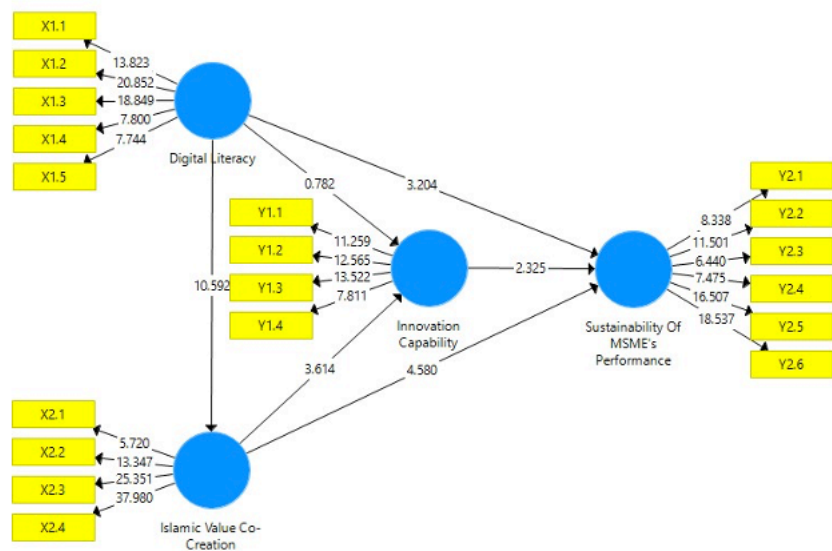 X1.1
X1.2
X1.3
X1.4
X1.5
13.823
20.852
18.849
7.800
7.744
Digital Literacy
0.782
3.204
10.592
Y1.1
Y1.2
Y1.3
Y1.4
11.259
12.565
13.522
7.811
Innovation
Capability
2.325
Y2.1
Y2.2
Y2.3
Y2.4
Y2.5
Y2.6
8.338
11.501
6.440
7.475
16.507
18.537
Sustainability Of
MSME's
Performance
3.614
4.580
X2.1
X2.2
X2.3
X2.4
5.720
13.347
25.351
37.980
Islamic Value Co-
Creation